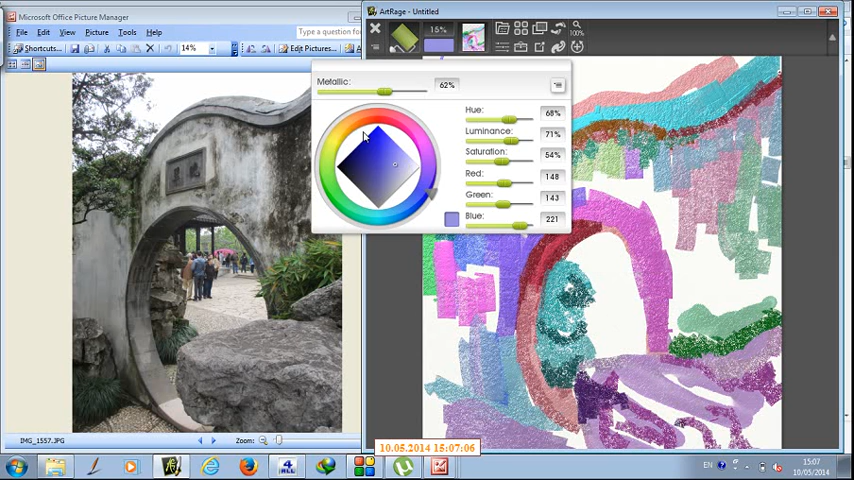 Microsoft Office Picture Manager
File Edit View Picture Tools Help
Type a question for
Shortcuts...
14%
Edit Pictures...
IMG_1557.JPG
Zoom:
ArtRage - Untitled
15%
100%
Metallic:
62%
Hue:
68%
Luminance:
71%
Saturation:
54%
Red:
148
Green:
143
Blue:
221
10.05.2014 15:07:06
4
ALL
EN
15:07
10/05/2014